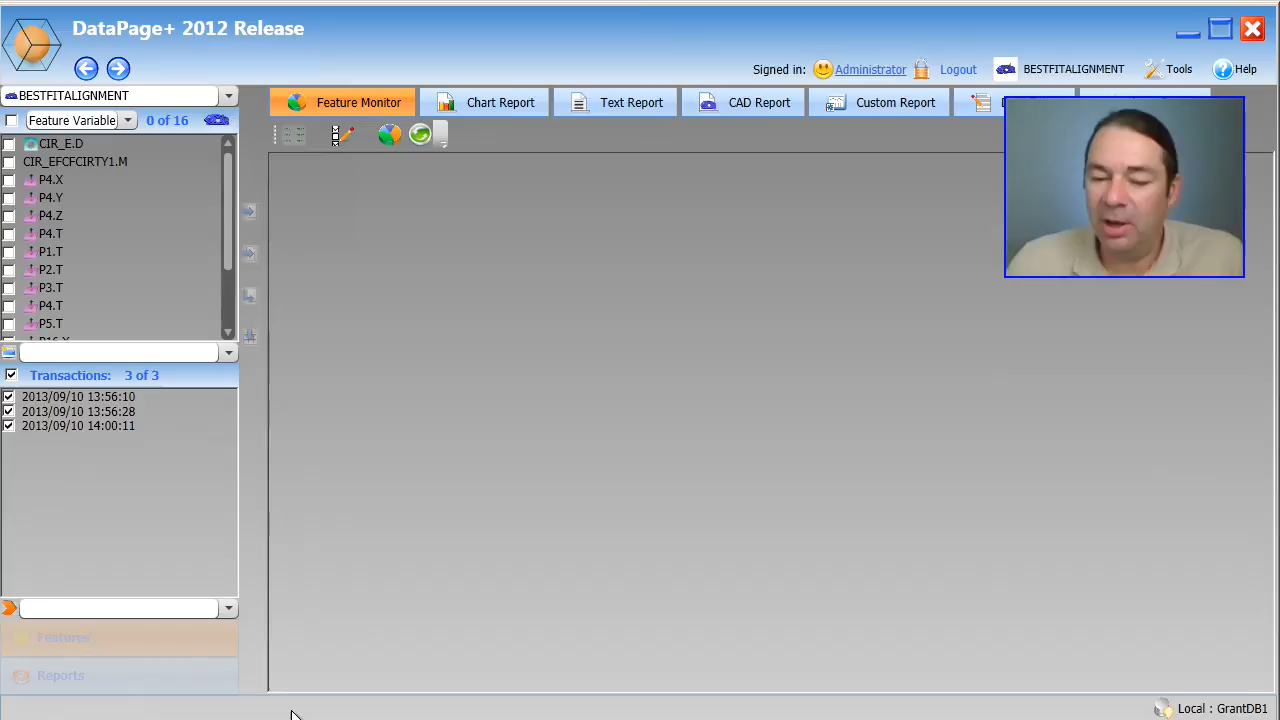 DataPage+ 2012 Release
Signed in: Administrator Logout BESTFITALIGNMENT Tools Help
BESTFITALIGNMENT
Feature Monitor Chart Report Text Report CAD Report Custom Report
Feature Variable 0 of 16
CIR_E.D
CIR_EFCFCIRTY1.M
P4.X
P4.Y
P4.Z
P4.T
P1.T
P2.T
P3.T
P4.T
P5.T
Transactions: 3 of 3
2013/09/10 13:56:10
2013/09/10 13:56:28
2013/09/10 14:00:11
Features
Reports
Local : GrantDB1